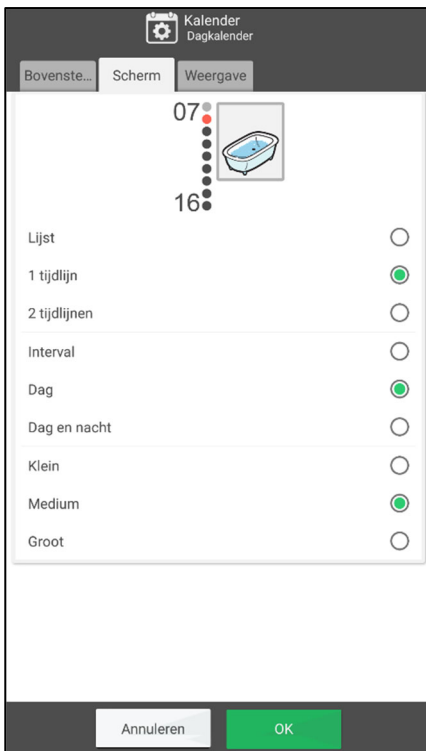 Kalender
Dagkalender
Bovenste... Scherm Weergave
07
16
Lijst
1 tijdlijn
2 tijdlijnen
Interval
Dag
Dag en nacht
Klein
Medium
Groot
Annuleren OK